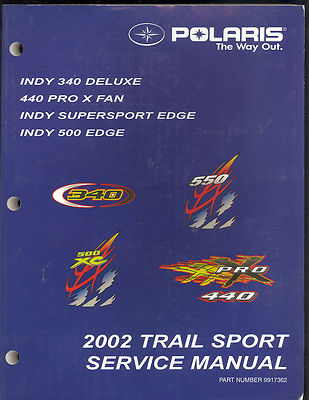 POLARIS
The Way Out.
INDY 340 DELUXE
440 PRO X FAN
INDY SUPERSPORT EDGE
INDY 500 EDGE
340
550
500
XC
PRO
440
2002 TRAIL SPORT
SERVICE MANUAL
PART NUMBER 9917362